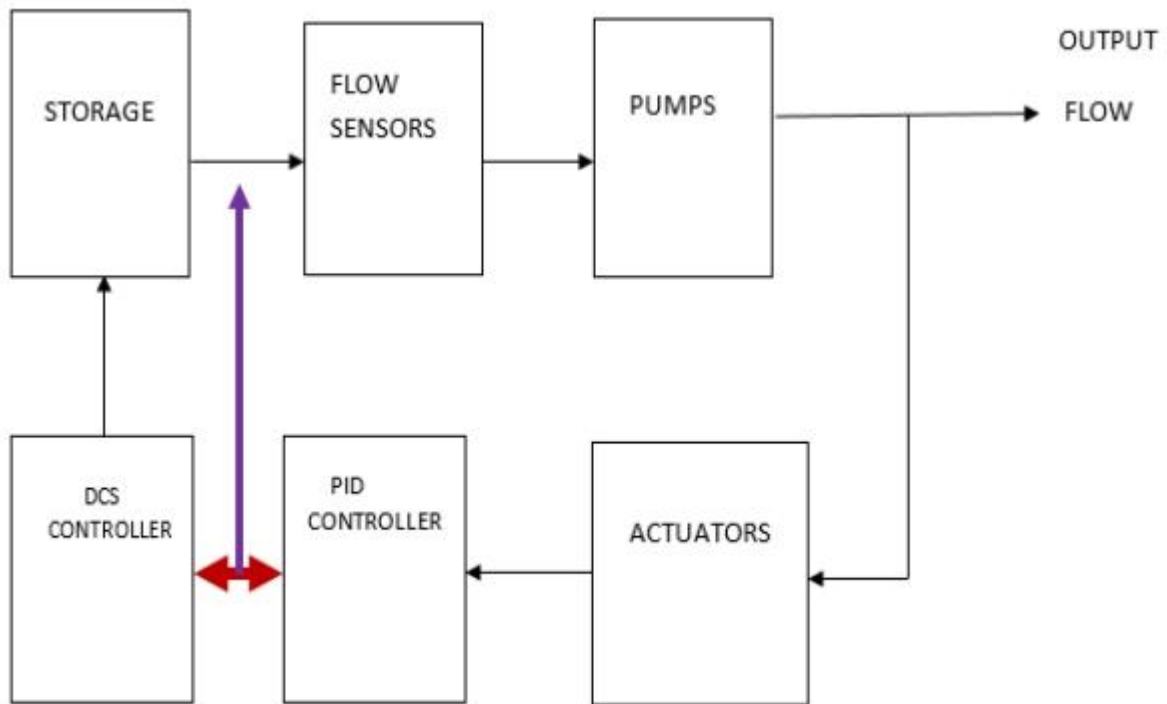 STORAGE
FLOW
SENSORS
PUMPS
OUTPUT
FLOW
DCS
CONTROLLER
PID
CONTROLLER
ACTUATORS